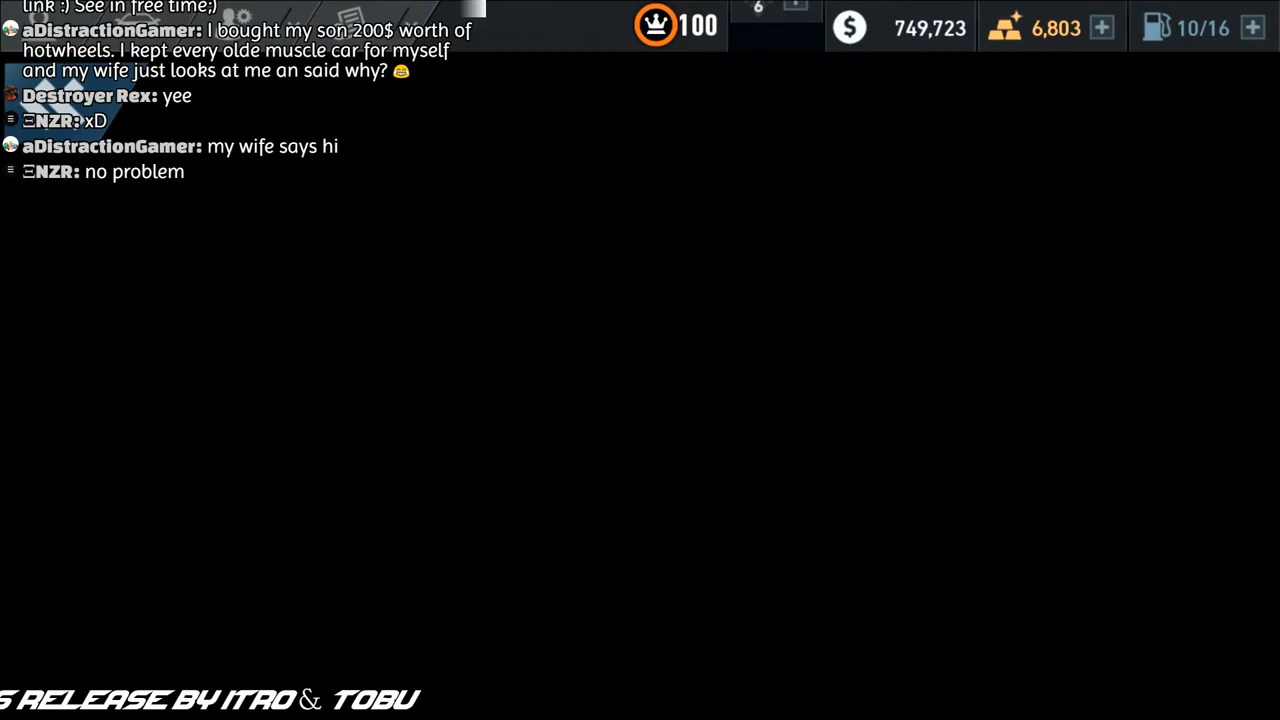 link :) See in free time;)
aDistractionGamer: I bought my son 200$ worth of
hotwheels. I kept every olde muscle car for myself
and my wife just looks at me an said why? 😂
Destroyer Rex: yee
ΞNZR: xD
aDistractionGamer: my wife says hi
ΞNZR: no problem
100
6
$ 749,723
6,803 +
10/16 +
S RELEASE BY ITRO & TOBU